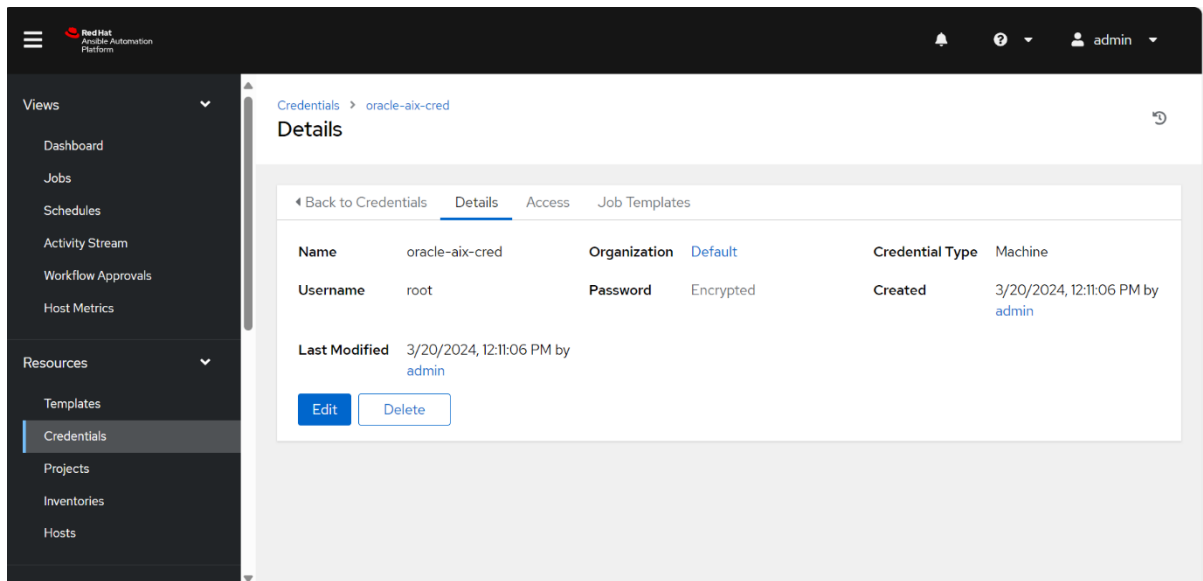 Red Hat
Ansible Automation
Platform
admin
Views
Dashboard
Jobs
Schedules
Activity Stream
Workflow Approvals
Host Metrics
Resources
Templates
Credentials
Projects
Inventories
Hosts
Credentials > oracle-aix-cred
Details
Back to Credentials Details Access Job Templates
Name oracle-aix-cred Organization Default Credential Type Machine
Username root Password Encrypted Created 3/20/2024, 12:11:06 PM by
admin
Last Modified 3/20/2024, 12:11:06 PM by
admin
Edit Delete